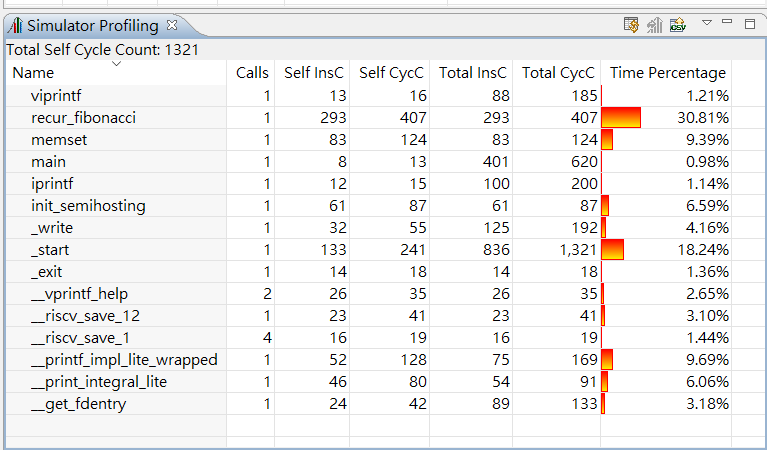 Simulator Profiling
CSV
Total Self Cycle Count: 1321
Name Calls Self InsC Self CycC Total InsC Total CycC Time Percentage
viprintf 1 13 16 88 185 1.21%
recur_fibonacci 1 293 407 293 407 30.81%
memset 1 83 124 83 124 9.39%
main 1 8 13 401 620 0.98%
iprintf 1 12 15 100 200 1.14%
init_semihosting 1 61 87 61 87 6.59%
_write 1 32 55 125 192 4.16%
_start 1 133 241 836 1,321 18.24%
_exit 1 14 18 14 18 1.36%
__vprintf_help 2 26 35 26 35 2.65%
__riscv_save_12 1 23 41 23 41 3.10%
__riscv_save_1 4 16 19 16 19 1.44%
__printf_impl_lite_wrapped 1 52 128 75 169 9.69%
__print_integral_lite 1 46 80 54 91 6.06%
__get_fdentry 1 24 42 89 133 3.18%